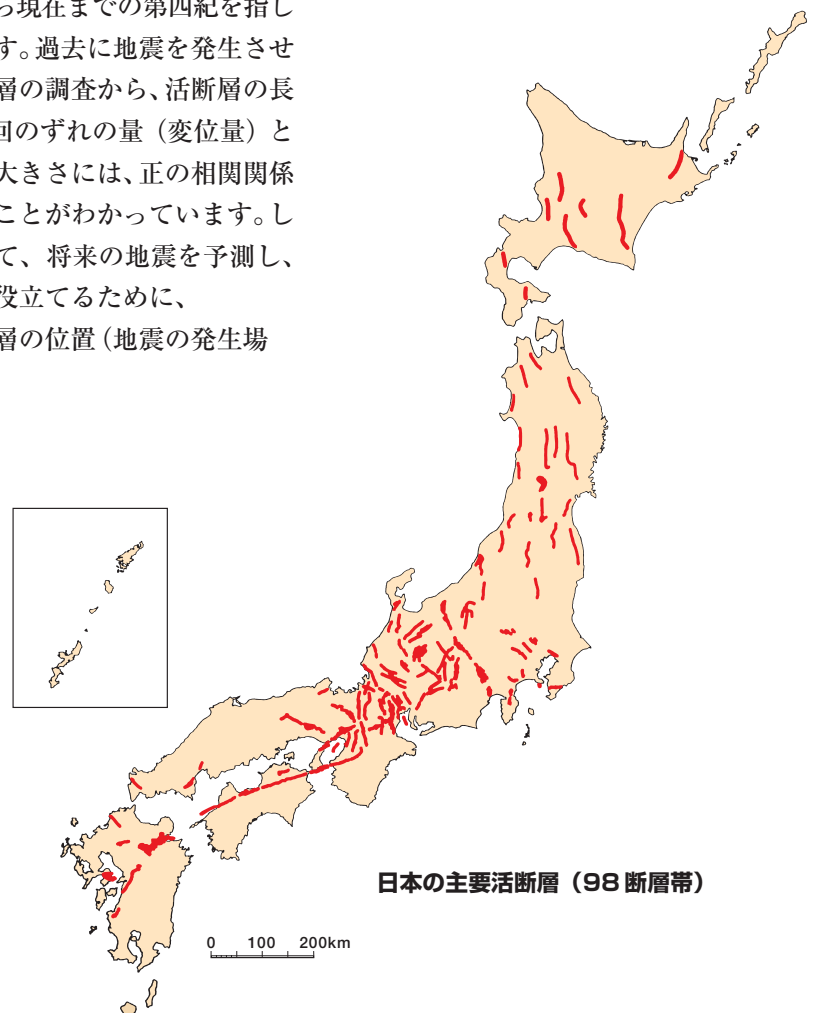 ら現在までの第四紀を指し
す。過去に地震を発生させ
層の調査から、活断層の長
回のずれの量（変位量）と
大きさには、正の相関関係
ことがわかっています。し
て、将来の地震を予測し、
役立てるために、
層の位置（地震の発生場
日本の主要活断層（98 断層帯）
0 100 200km